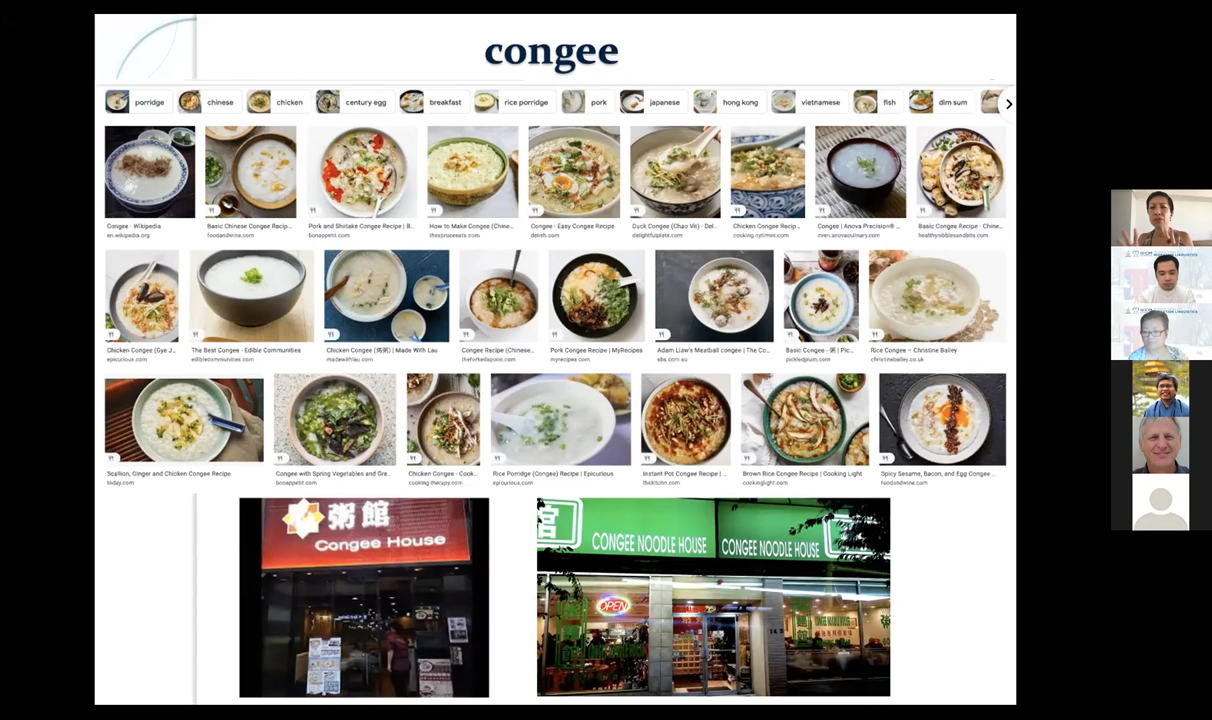 congee
porridge
chinese
chicken
century egg
breakfast
rice porridge
pork
japanese
hong kong
vietnamese
fish
dim sum
Congee - Wikipedia
en.wikipedia.org
Basic Chinese Congee Recip...
foodandwine.com
Pork and Shiitake Congee Recipe | B...
bonappetit.com
How to Make Congee (Chine...
thespruceeats.com
Congee - Easy Congee Recipe
delish.com
Duck Congee (Chao Vit) - Del...
delightfulplate.com
Chicken Congee Recip...
cooking.nytimes.com
Congee | Anova Precision® ...
oven.anovaculinary.com
Basic Congee Recipe - Chine...
healthynibblesandbits.com
Chicken Congee (Gye J...
epicurious.com
The Best Congee - Edible Communities
ediblecommunities.com
Chicken Congee (鸡粥) | Made With Lau
madewithlau.com
Congee Recipe (Chinese...
theforkedspoon.com
Pork Congee Recipe | MyRecipes
myrecipes.com
Adam Liaw's Meatball congee | The Co...
sbs.com.au
Basic Congee - 粥 | Pic...
pickledplum.com
Rice Congee – Christine Bailey
christinebailey.co.uk
Scallion, Ginger and Chicken Congee Recipe
today.com
Congee with Spring Vegetables and Gre...
bonappetit.com
Chicken Congee - Cook...
cooking-therapy.com
Rice Porridge (Congee) Recipe | Epicurious
epicurious.com
Instant Pot Congee Recipe | ...
thekitchn.com
Brown Rice Congee Recipe | Cooking Light
cookinglight.com
Spicy Sesame, Bacon, and Egg Congee ...
foodandwine.com
粥館
Congee House
CONGEE NOODLE HOUSE
CONGEE NOODLE HOUSE
OPEN
CONGEE NOODLE HOUSE